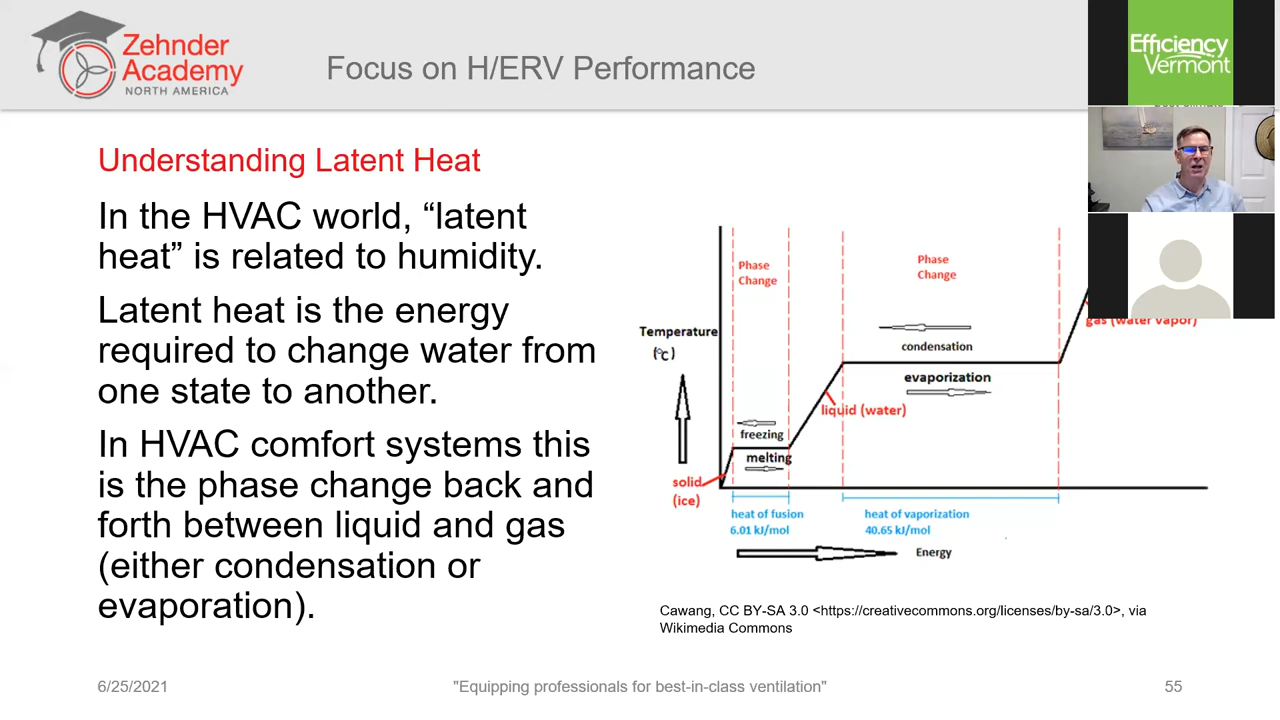 Zehnder
Academy
NORTH AMERICA
Focus on H/ERV Performance
Efficiency
Vermont
Understanding Latent Heat
In the HVAC world, “latent
heat” is related to humidity.
Latent heat is the energy
required to change water from
one state to another.
In HVAC comfort systems this
is the phase change back and
forth between liquid and gas
(either condensation or
evaporation).
Phase
Change
Phase
Change
gas (water vapor)
Temperature
(°C)
condensation
evaporization
liquid (water)
freezing
melting
solid
(ice)
heat of fusion
6.01 kJ/mol
heat of vaporization
40.65 kJ/mol
Energy
Cawang, CC BY-SA 3.0 <https://creativecommons.org/licenses/by-sa/3.0>, via
Wikimedia Commons
6/25/2021
"Equipping professionals for best-in-class ventilation"
55